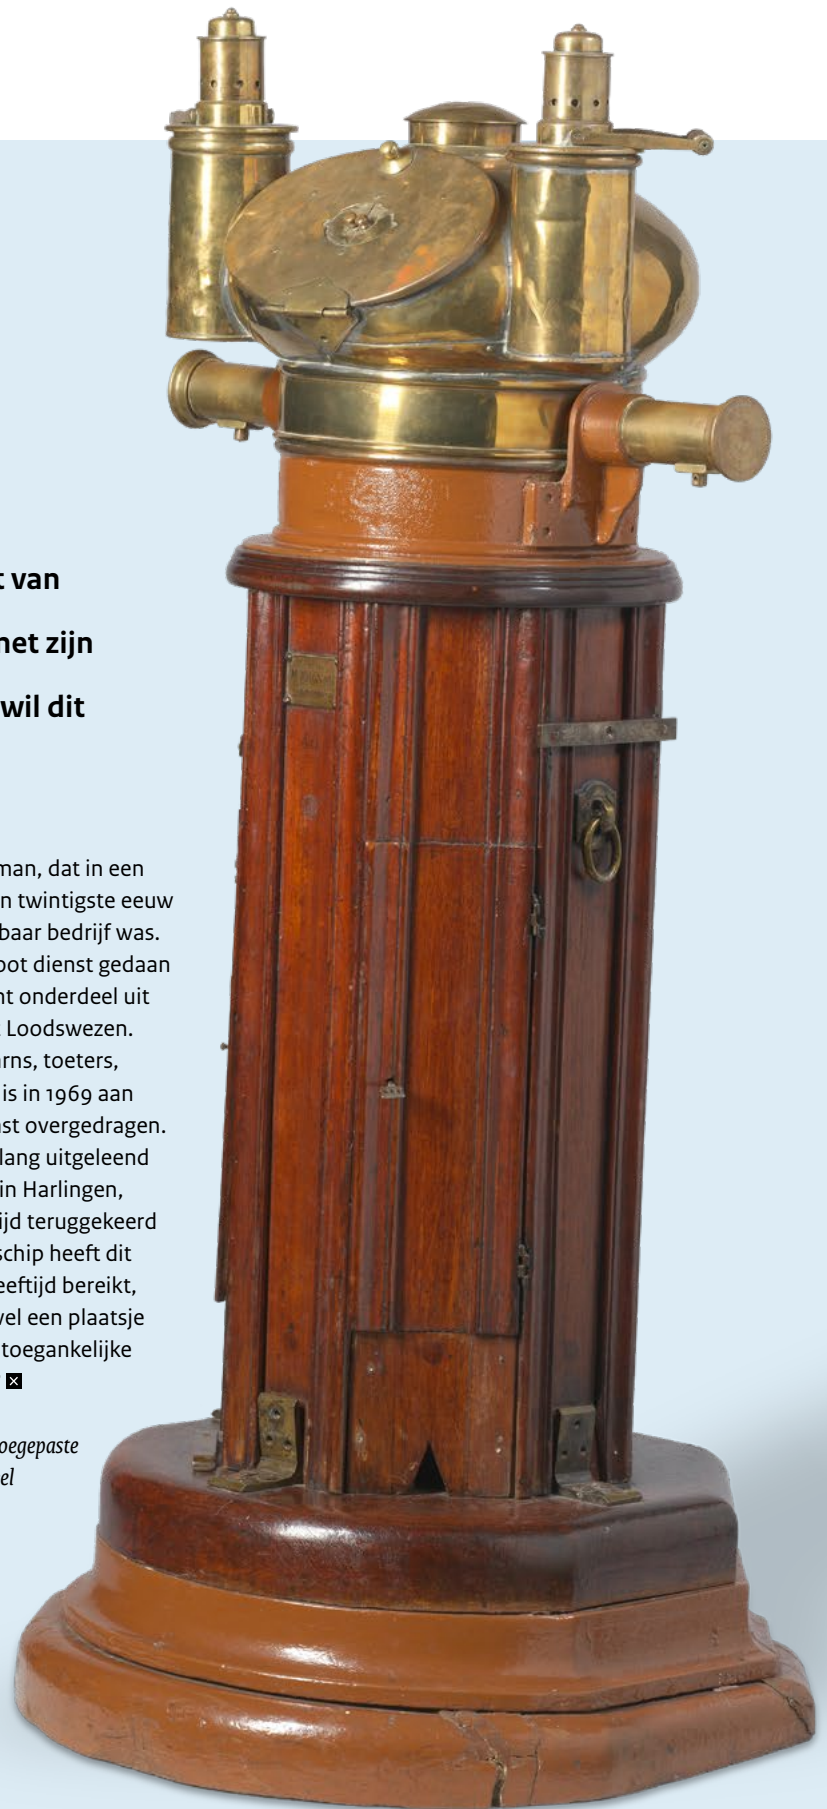 t van
net zijn
wil dit
man, dat in een
n twintigste eeuw
baar bedrijf was.
oot dienst gedaan
nt onderdeel uit
t Loodswezen.
rns, toeters,
is in 1969 aan
st overgedragen.
lang uitgeleend
in Harlingen,
ijd teruggekeerd
schip heeft dit
eeftijd bereikt,
vel een plaatsje
toegankelijke
oegepaste
el